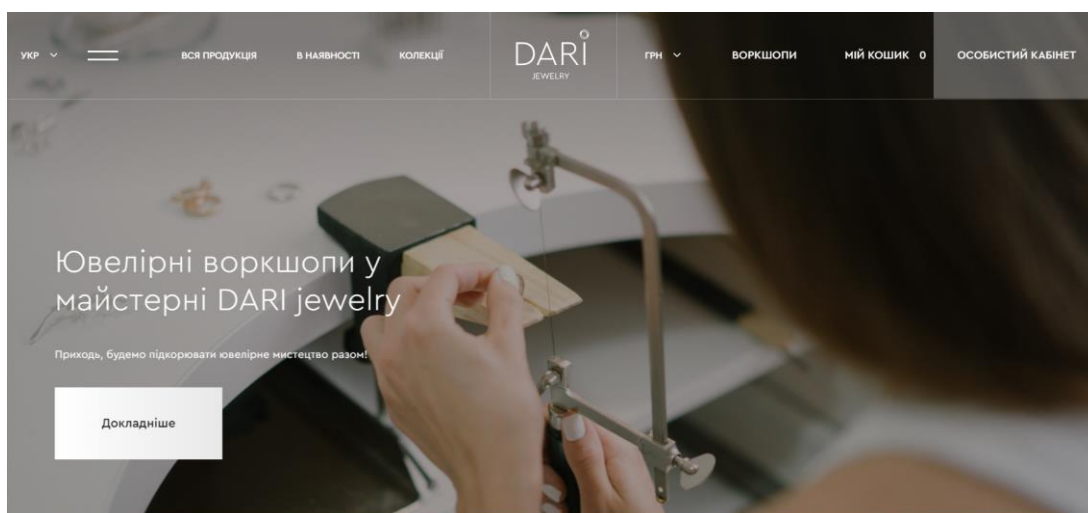 УКР
ВСЯ ПРОДУКЦІЯ
В НАЯВНОСТІ
КОЛЕКЦІЇ
DARI
JEWELRY
ГРН
ВОРКШОПИ
МІЙ КОШИК 0
ОСОБИСТИЙ КАБІНЕТ
Ювелірні воркшопи у
майстерні DARI jewelry
Приходь, будемо підкорювати ювелірне мистецтво разом!
Докладніше